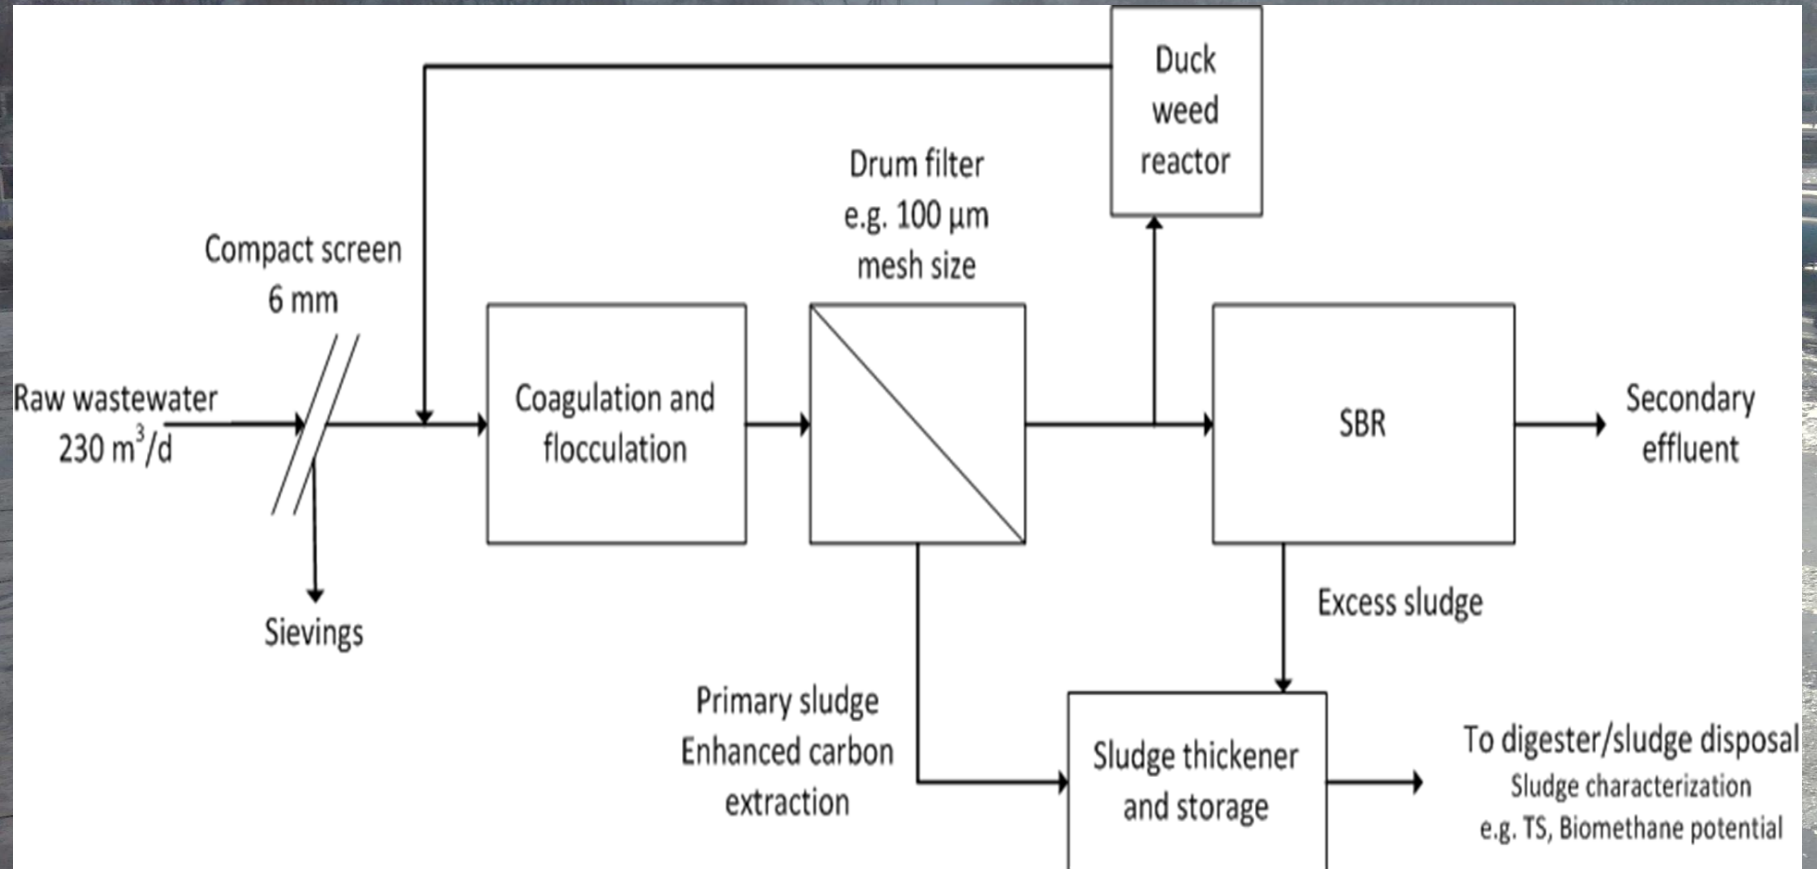 Duck
weed
reactor
Drum filter
e.g. 100 µm
mesh size
Compact screen
6 mm
Raw wastewater
230 m³/d
Coagulation and
flocculation
SBR
Secondary
effluent
Sievings
Excess sludge
Primary sludge
Enhanced carbon
extraction
Sludge thickener
and storage
To digester/sludge disposal
Sludge characterization
e.g. TS, Biomethane potential